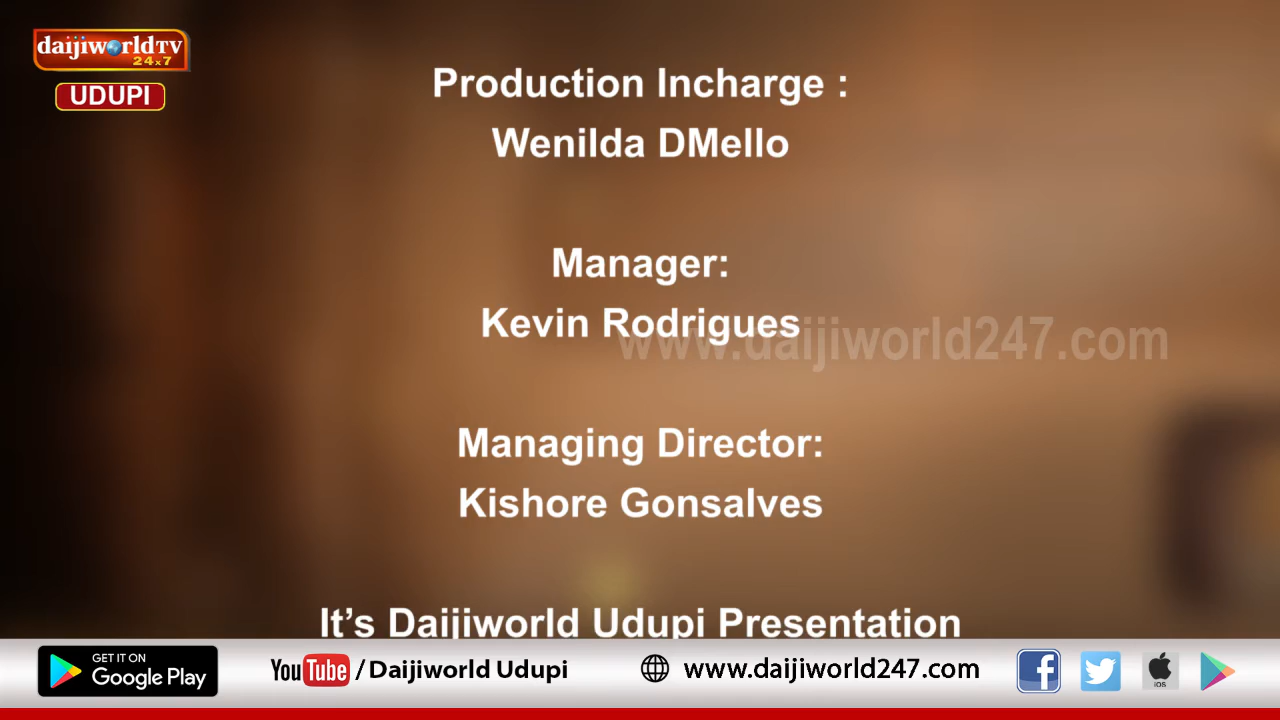 daijiworldTV
24x7
UDUPI
Production Incharge :
Wenilda DMello
Manager:
Kevin Rodrigues
www.daijiworld247.com
Managing Director:
Kishore Gonsalves
It’s Daijiworld Udupi Presentation
GET IT ON
Google Play
YouTube / Daijiworld Udupi
www.daijiworld247.com
f
iOS